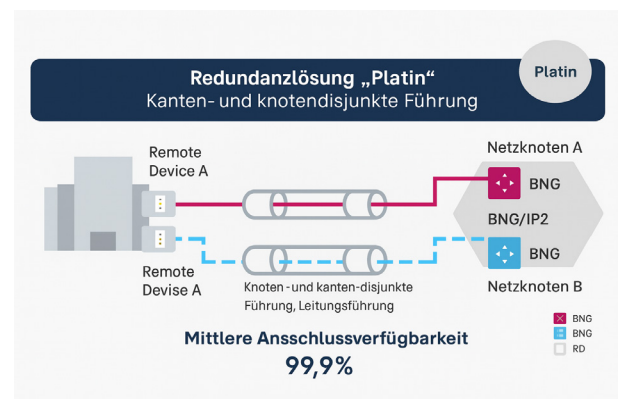 Redundanzlösung „Platin“
Kanten- und knotendisjunkte Führung
Platin
Remote
Device A
Netzknoten A
BNG
BNG/IP2
BNG
Remote
Devise A
Knoten-und kanten-disjunkte
Führung, Leitungsführung
Netzknoten B
BNG
BNG
RD
Mittlere Ansschlussverfügbarkeit
99,9%